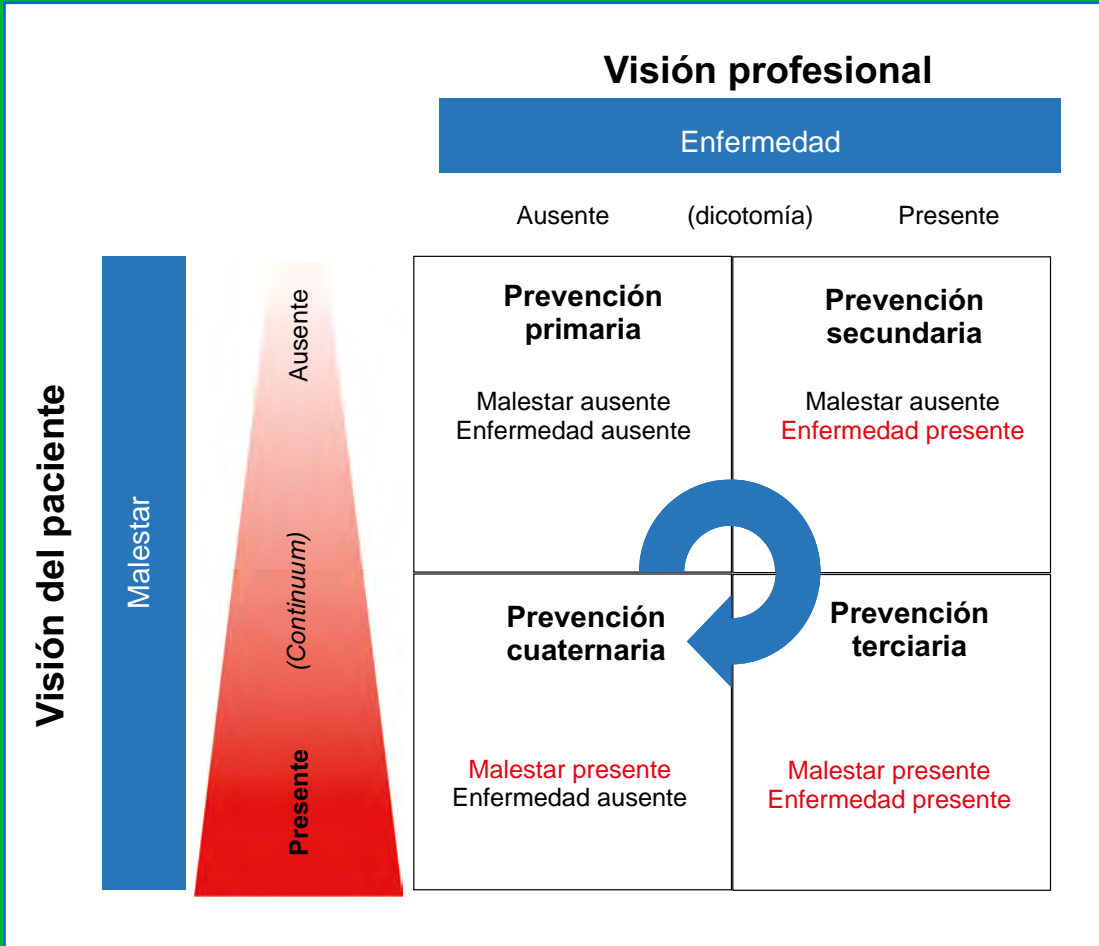 Visión profesional
Enfermedad
Ausente (dicotomía) Presente
Visión del paciente
Malestar
Ausente
(Continuum)
Presente
Prevención
primaria
Malestar ausente
Enfermedad ausente
Prevención
secundaria
Malestar ausente
Enfermedad presente
Prevención
cuaternaria
Malestar presente
Enfermedad ausente
Prevención
terciaria
Malestar presente
Enfermedad presente